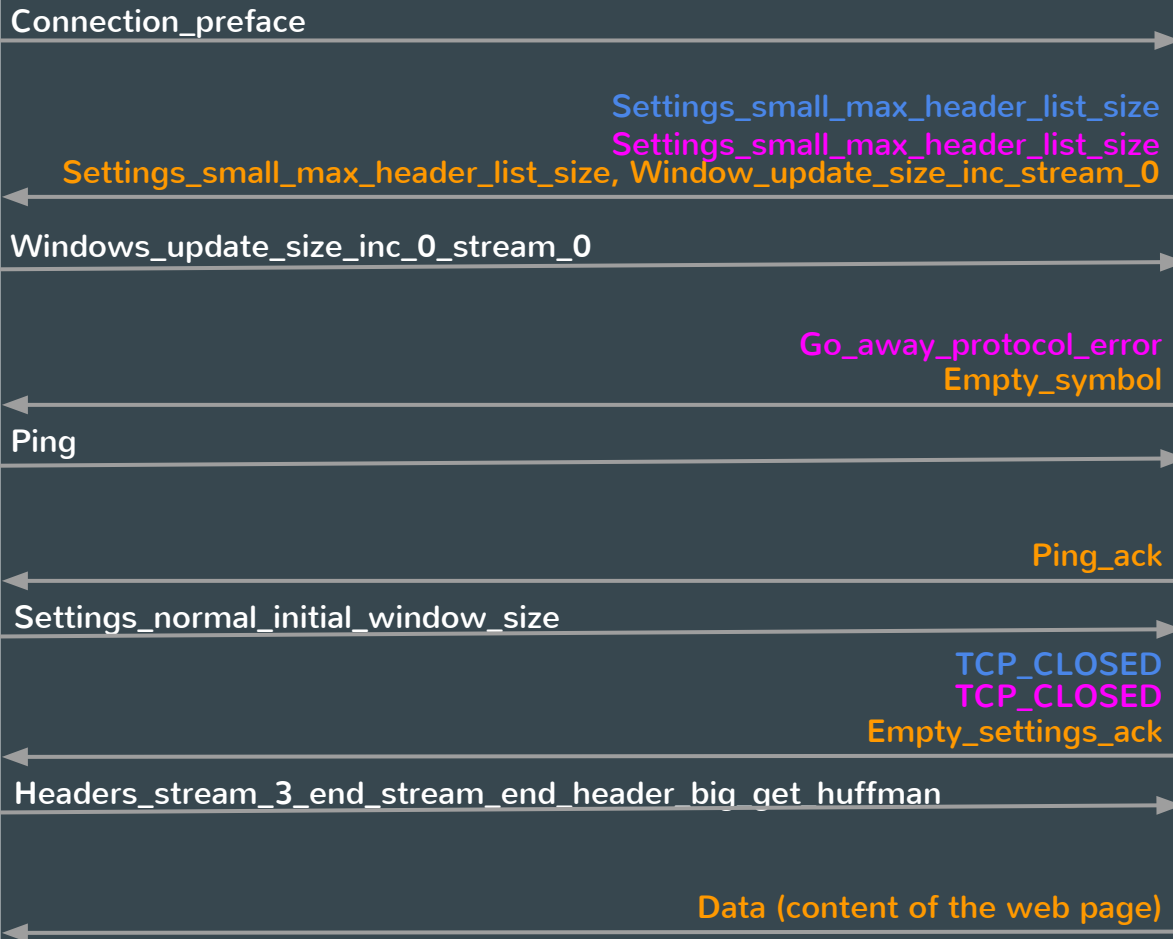 Connection_preface
Settings_small_max_header_list_size
Settings_small_max_header_list_size
Settings_small_max_header_list_size, Window_update_size_inc_stream_0
Windows_update_size_inc_0_stream_0
Go_away_protocol_error
Empty_symbol
Ping
Ping_ack
Settings_normal_initial_window_size
TCP_CLOSED
TCP_CLOSED
Empty_settings_ack
Headers_stream_3_end_stream_end_header_big_get_huffman
Data (content of the web page)